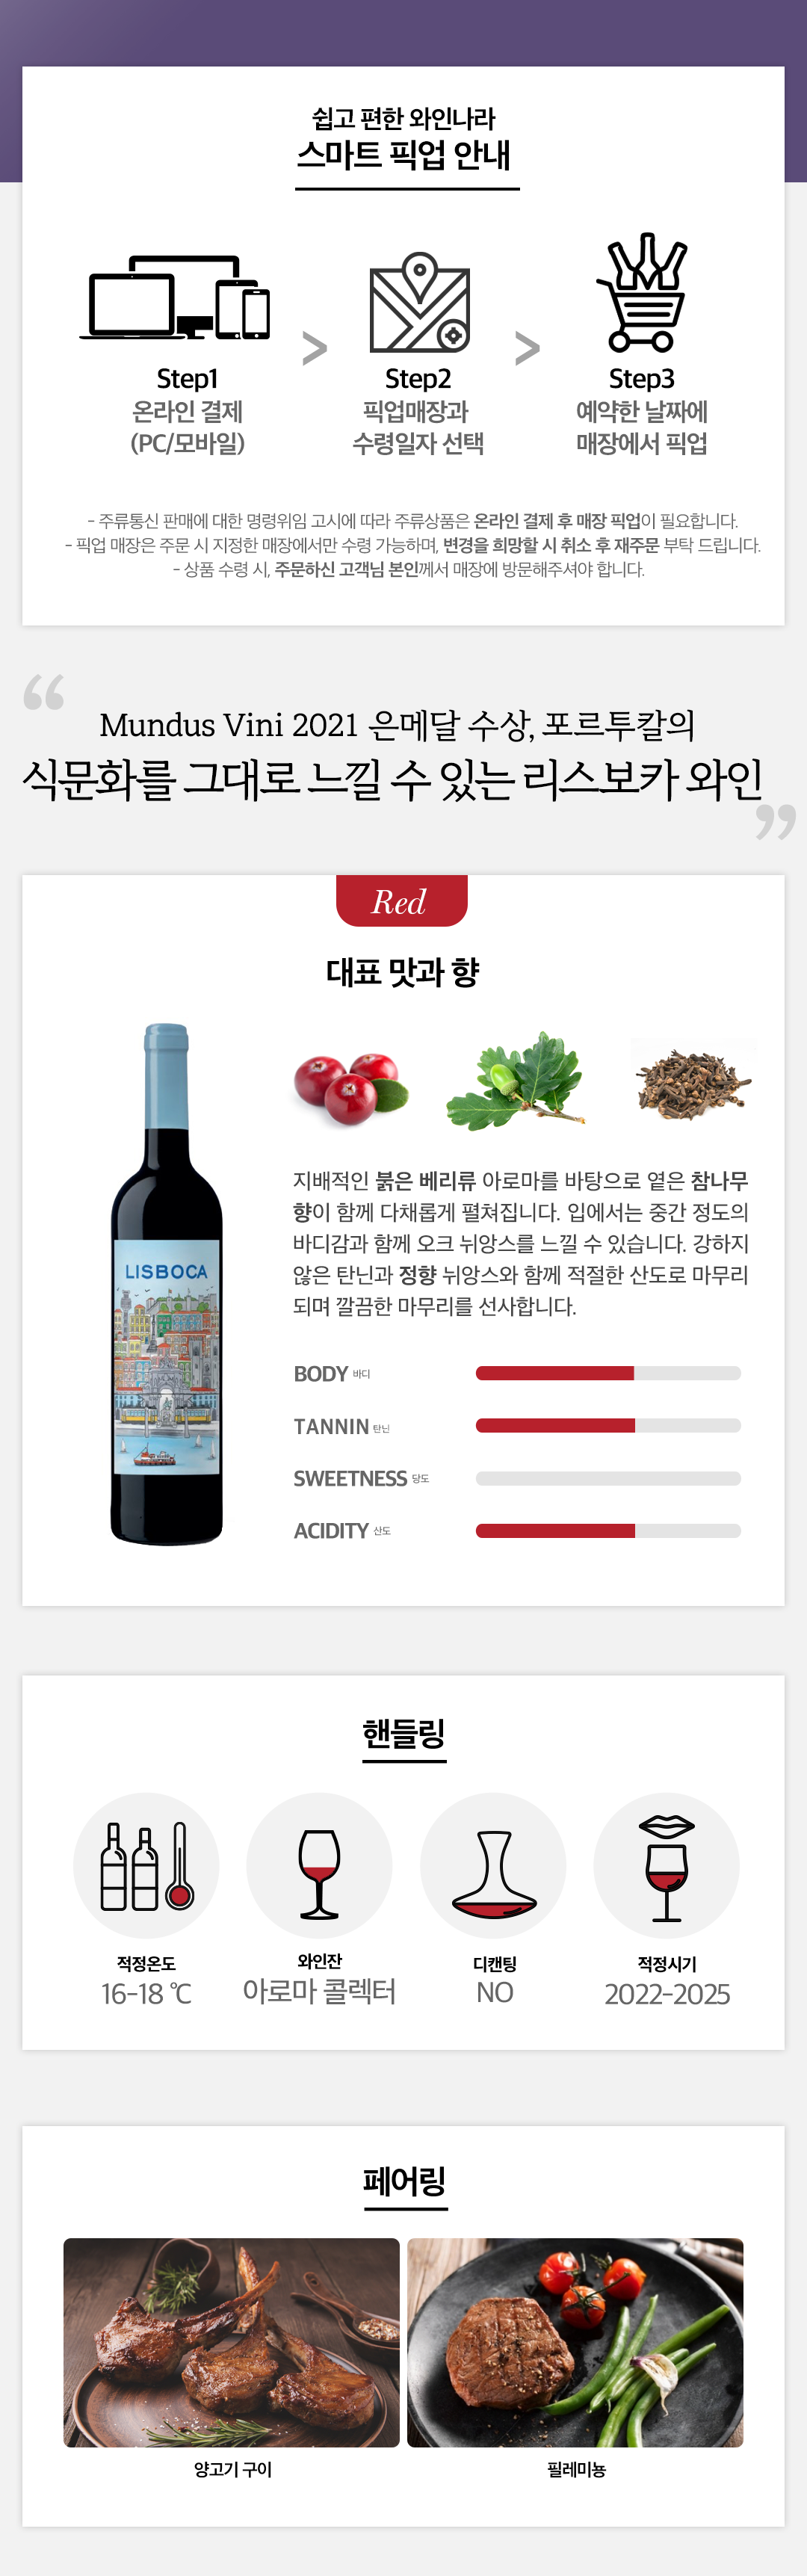 쉽고 편한 와인나라
스마트 픽업 안내
Step1
온라인 결제
(PC/모바일)
>
Step2
픽업매장과
수령일자 선택
>
Step3
예약한 날짜에
매장에서 픽업
- 주류통신 판매에 대한 명령위임 고시에 따라 주류상품은 온라인 결제 후 매장 픽업이 필요합니다.
- 픽업 매장은 주문 시 지정한 매장에서만 수령 가능하며, 변경을 희망할 시 취소 후 재주문 부탁 드립니다.
- 상품 수령 시, 주문하신 고객님 본인께서 매장에 방문해주셔야 합니다.
“
Mundus Vini 2021 은메달 수상, 포르투칼의
식문화를 그대로 느낄 수 있는 리스보카 와인
”
Red
대표 맛과 향
LISBOCA
지배적인 붉은 베리류 아로마를 바탕으로 옅은 참나무
향이 함께 다채롭게 펼쳐집니다. 입에서는 중간 정도의
바디감과 함께 오크 뉘앙스를 느낄 수 있습니다. 강하지
않은 탄닌과 정향 뉘앙스와 함께 적절한 산도로 마무리
되며 깔끔한 마무리를 선사합니다.
BODY 바디
TANNIN 탄닌
SWEETNESS 당도
ACIDITY 산도
핸들링
적정온도
16-18 ℃
와인잔
아로마 콜렉터
디캔팅
NO
적정시기
2022-2025
페어링
양고기 구이
필레미뇽